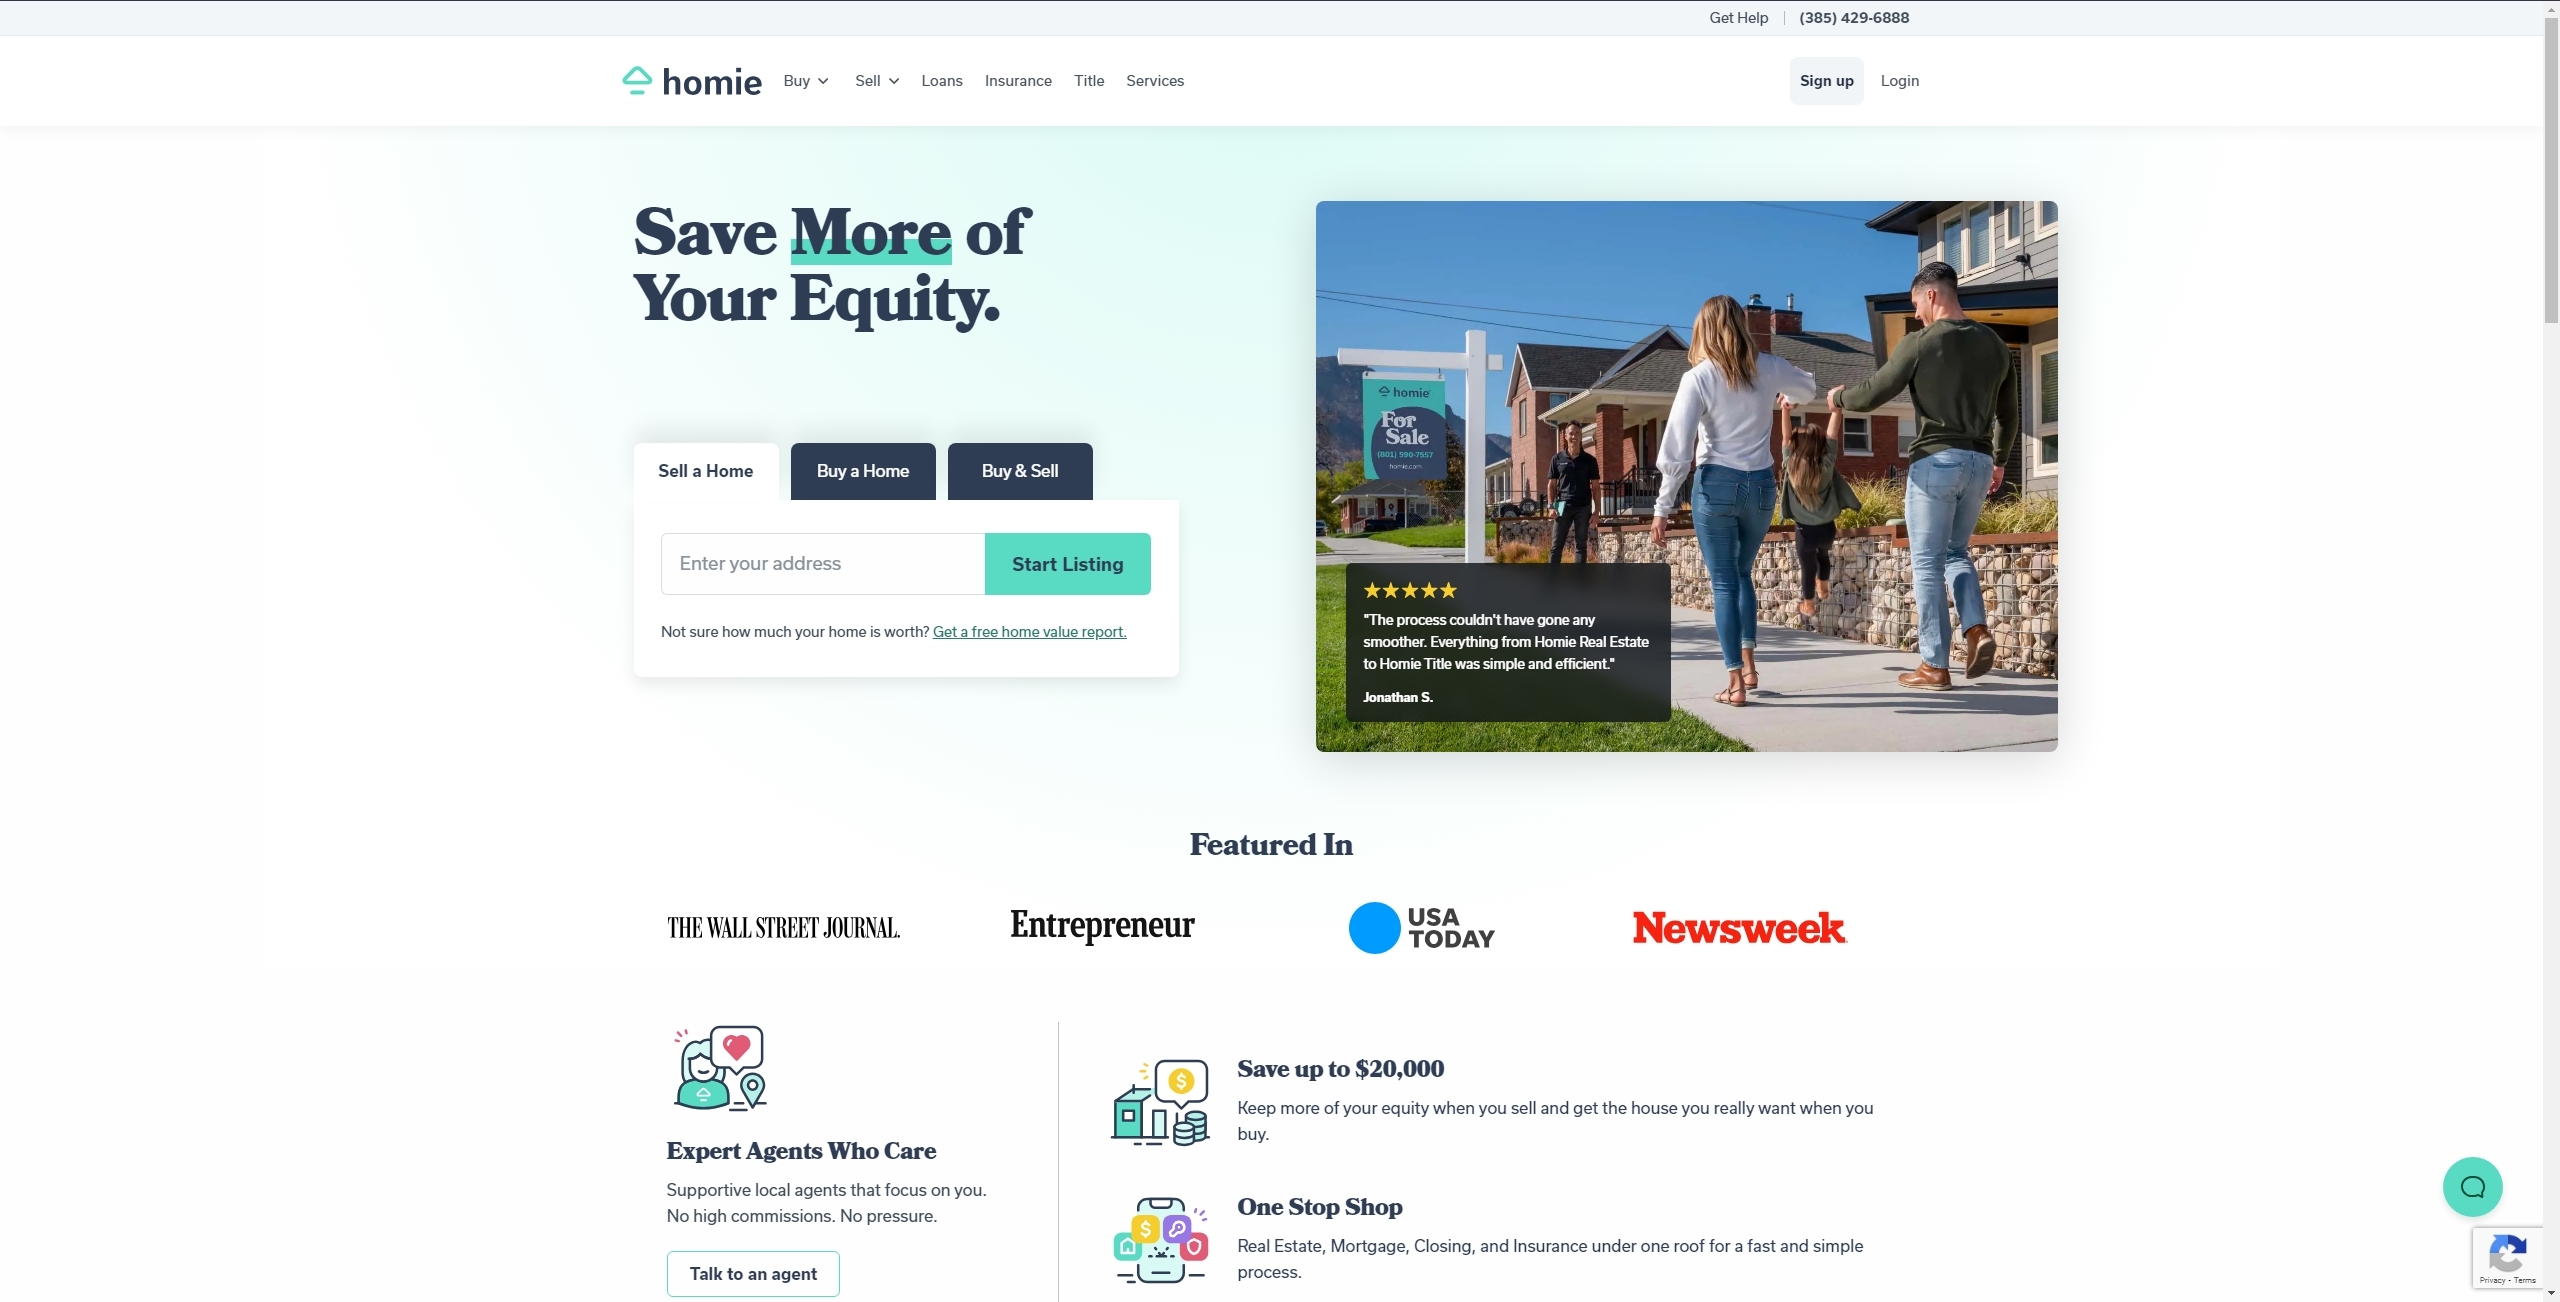 Get Help (385) 429-6888
homie Buy Sell Loans Insurance Title Services Sign up Login
Save More of
Your Equity.
Sell a Home Buy a Home Buy & Sell
Enter your address Start Listing
Not sure how much your home is worth? Get a free home value report.
homie
For
Sale
(801) 590-7557
homie.com
"The process couldn't have gone any
smoother. Everything from Homie Real Estate
to Homie Title was simple and efficient."
Jonathan S.
Featured In
THE WALL STREET JOURNAL.
Entrepreneur
USA
TODAY
Newsweek
Expert Agents Who Care
Supportive local agents that focus on you.
No high commissions. No pressure.
Talk to an agent
$
Save up to $20,000
Keep more of your equity when you sell and get the house you really want when you
buy.
$
One Stop Shop
Real Estate, Mortgage, Closing, and Insurance under one roof for a fast and simple
process.
Privacy - Terms